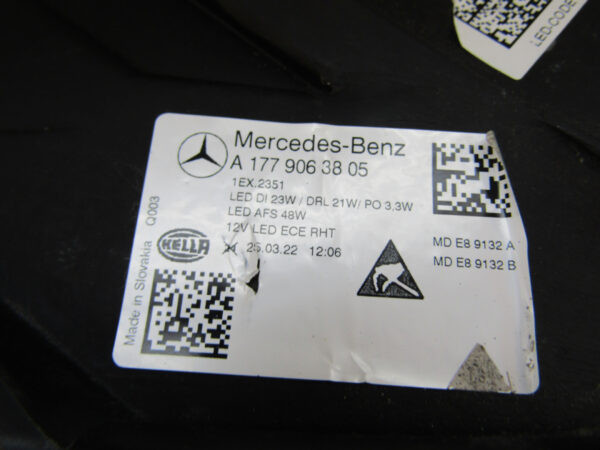 LED-CODE
Mercedes-Benz
A 177 906 38 05
1EX.2351
LED DI 23W / DRL 21W/ PO 3,3W
LED AFS 48W
12V LED ECE RHT
25.03.22 12:06
HELLA
MD E8 9132 A
MD E8 9132 B
Made in Slovakia Q003